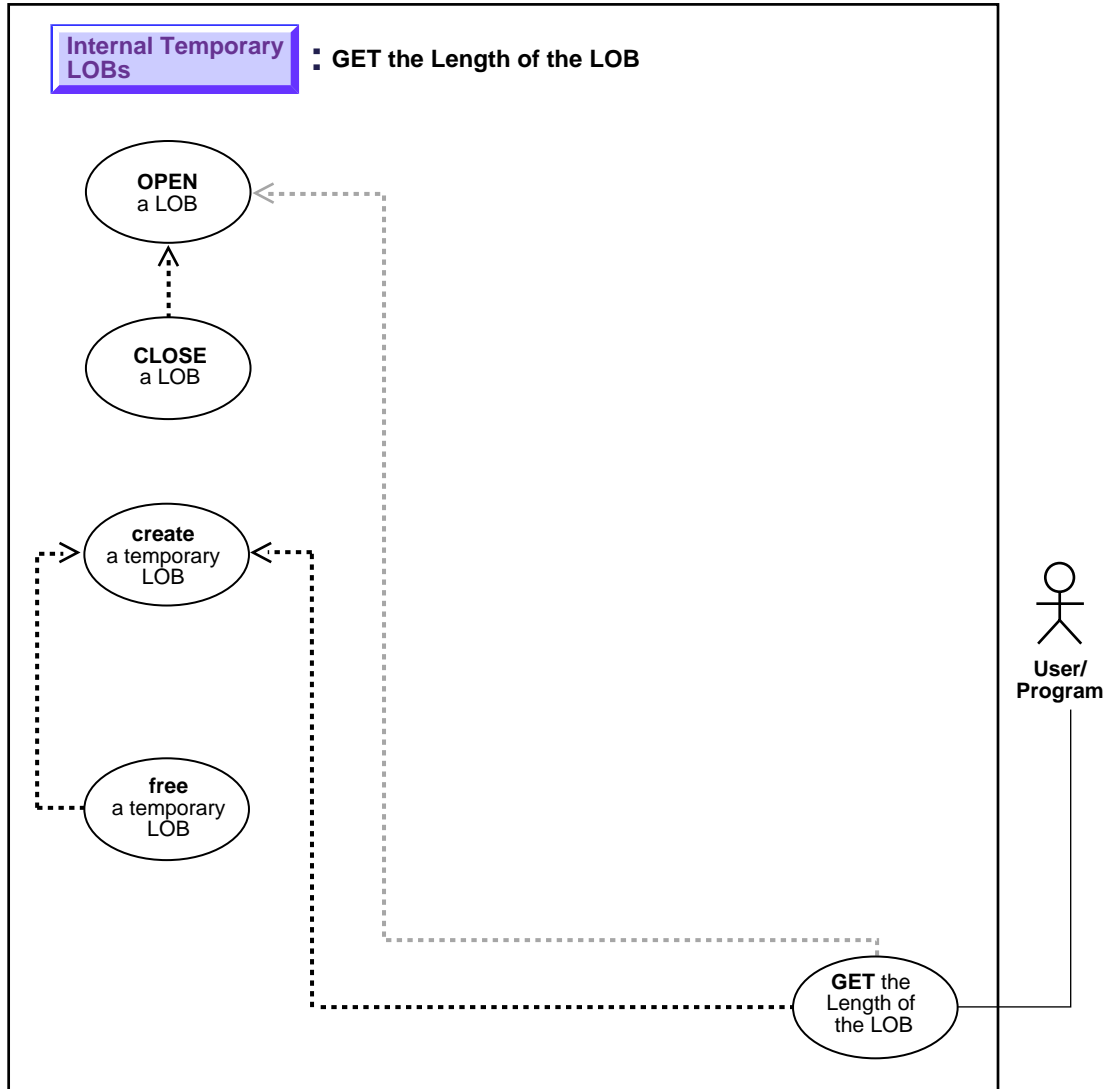 Internal Temporary
LOBs
: GET the Length of the LOB
OPEN
a LOB
CLOSE
a LOB
create
a temporary
LOB
User/
Program
free
a temporary
LOB
GET the
Length of
the LOB